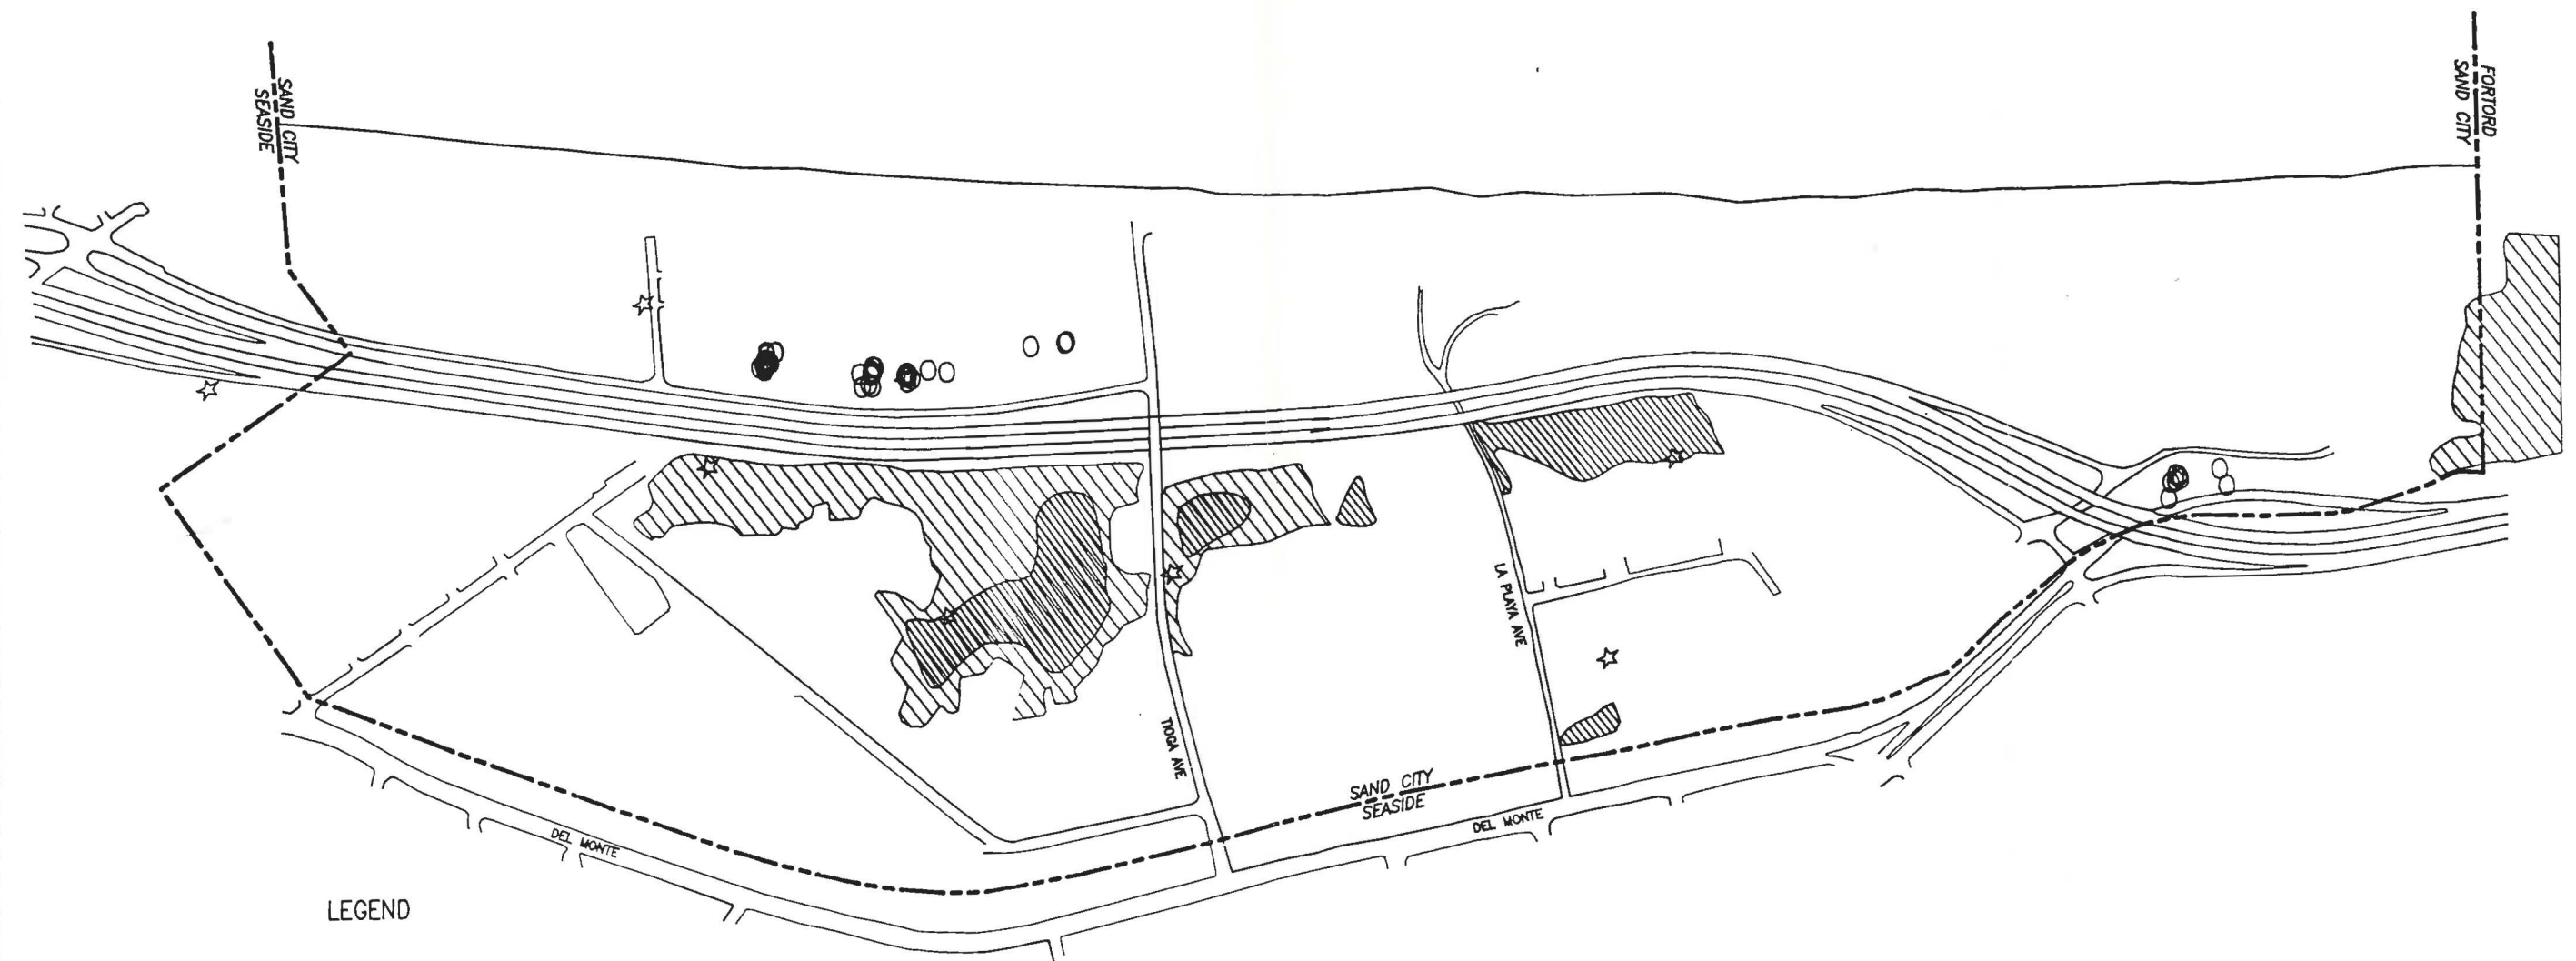 SAND CITY
SEASIDE
FORTORD
SAND CITY
LA PLAYA AVE
TIOGA AVE
SAND CITY
SEASIDE
DEL MONTE
DEL MONTE
LEGEND